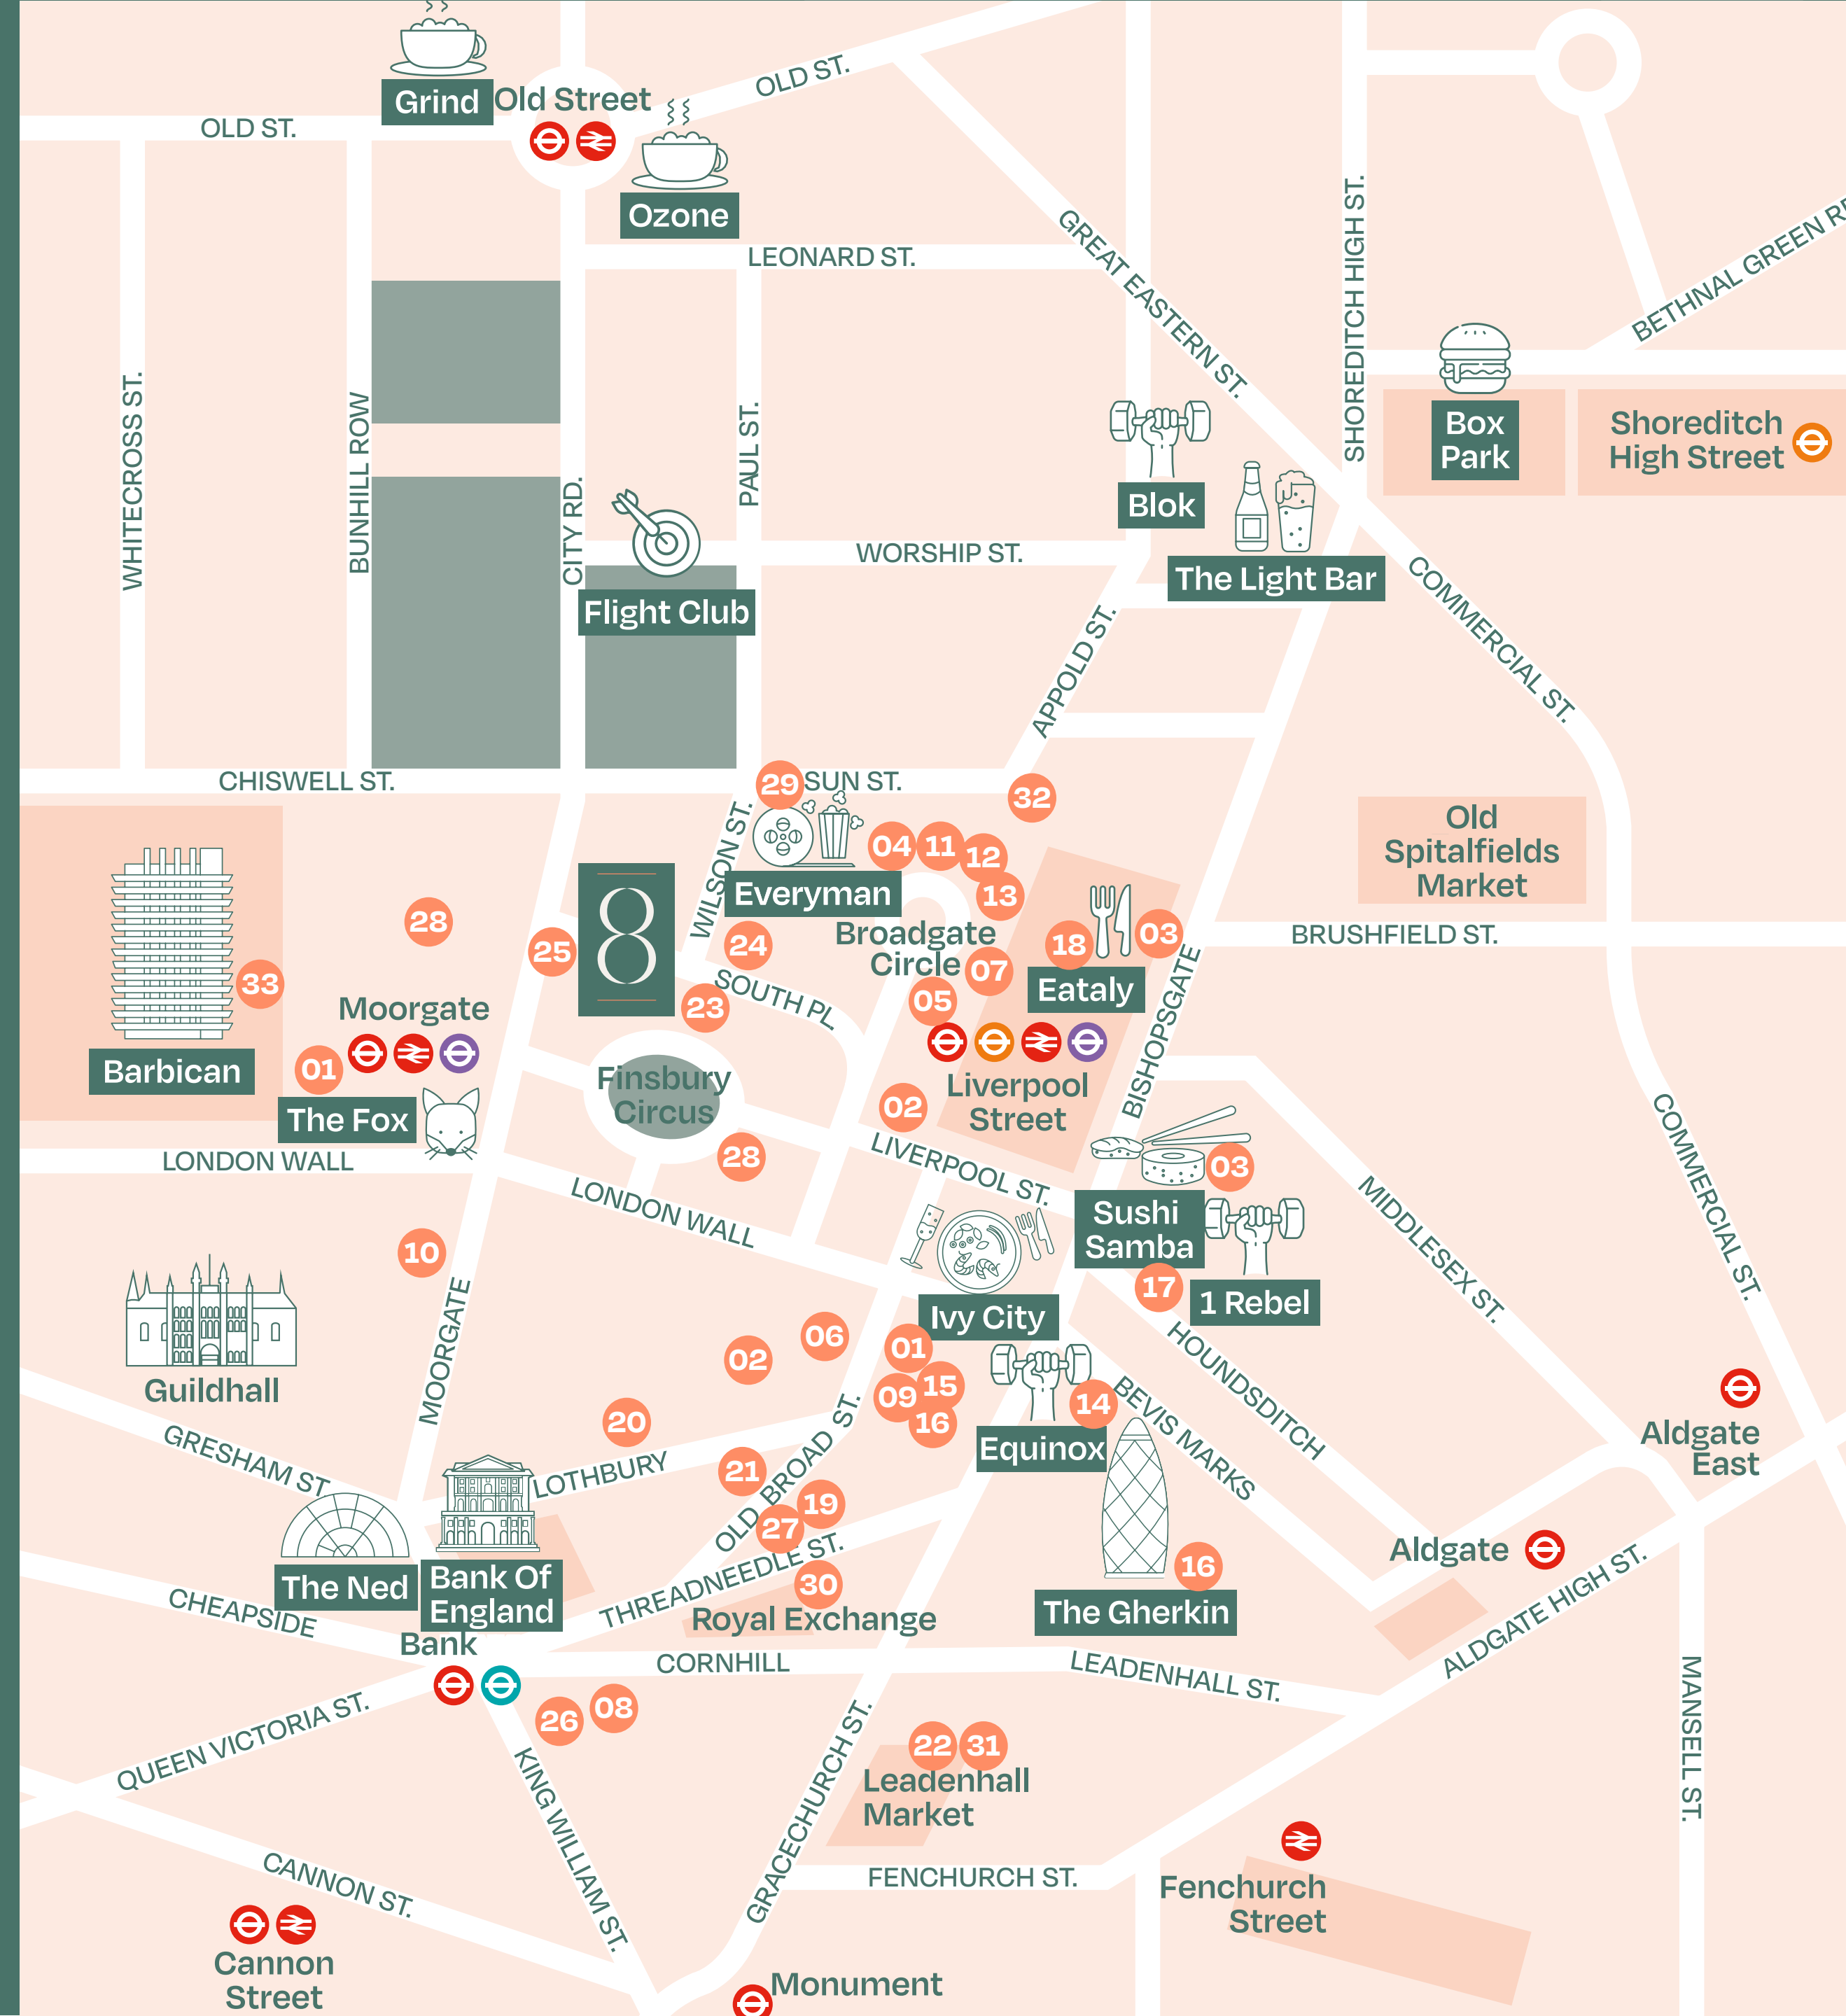 Grind
Old Street
OLD ST.
OLD ST.
Ozone
LEONARD ST.
GREAT EASTERN ST.
SHOREDITCH HIGH ST.
BETHNAL GREEN
WHITECROSS ST.
BUNHILL ROW
CITY RD.
PAUL ST.
Box
Park
Shoreditch
High Street
Blok
WORSHIP ST.
The Light Bar
Flight Club
APPOLD ST.
COMMERCIAL ST.
CHISWELL ST.
29
SUN ST.
32
WILSON ST.
04
11
12
13
Everyman
Old
Spitalfields
Market
28
25
8
24
Broadgate
Circle
07
05
18
03
Eataly
BRUSHFIELD ST.
BISHOPSGATE
33
Barbican
Moorgate
01
The Fox
23
SOUTH PL
Finsbury
Circus
Liverpool
Street
02
LIVERPOOL ST.
28
LONDON WALL
LONDON WALL
03
Sushi
Samba
17
1 Rebel
MIDDLESEX ST.
COMMERCIAL ST.
10
Guildhall
MOORGATE
Ivy City
HOUNDSDITCH
06
02
01
09
15
16
14
Equinox
BEVIS MARKS
Aldgate
East
GRESHAM ST
20
LOTHBURY
21
OLD BROAD ST.
19
27
THREADNEEDLE ST.
30
Royal Exchange
16
The Gherkin
Aldgate
ALDGATE HIGH ST.
The Ned
Bank Of
England
CHEAPSIDE
Bank
CORNHILL
LEADENHALL ST.
MANSELL ST.
QUEEN VICTORIA ST.
26
08
KING WILLIAM ST.
GRACECHURCH ST.
22
31
Leadenhall
Market
FENCHURCH ST.
Fenchurch
Street
CANNON ST.
Cannon
Street
Monument